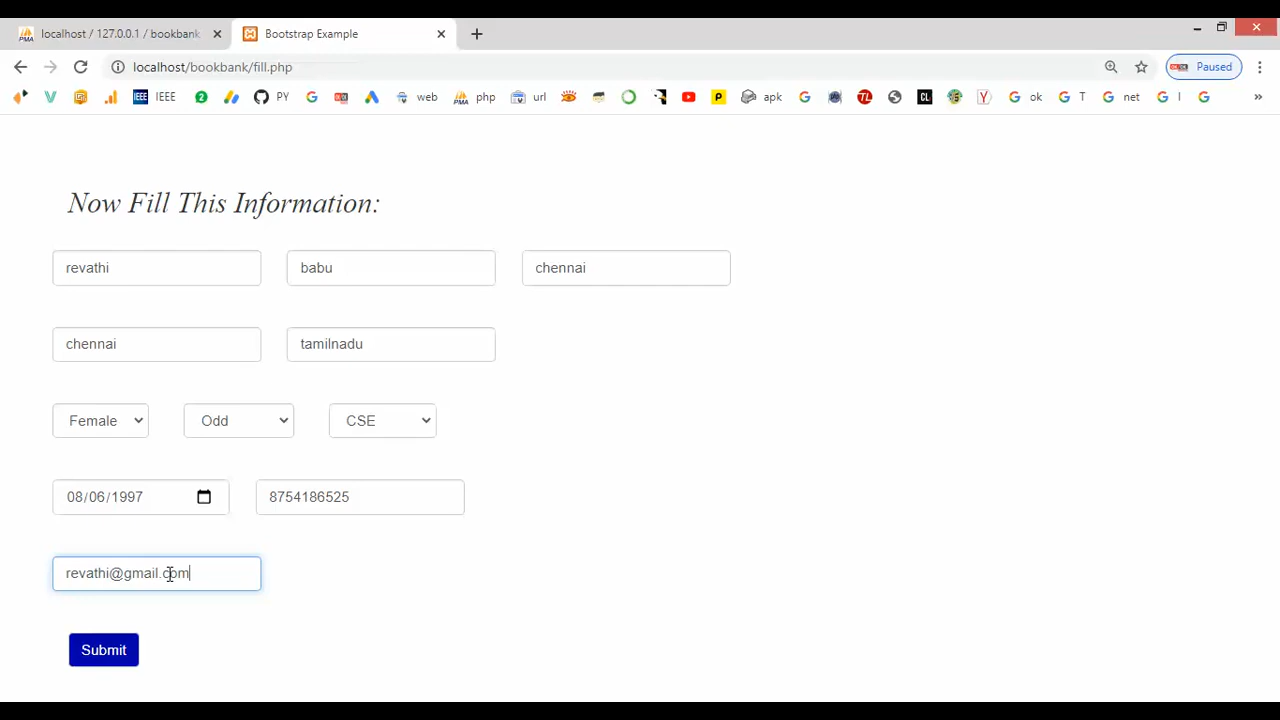 localhost / 127.0.0.1 / bookbank
Bootstrap Example
localhost/bookbank/fill.php
Paused
IEEE
PY
web
php
url
apk
ok
T
net
I
Now Fill This Information:
revathi babu chennai
chennai tamilnadu
Female Odd CSE
08/06/1997 8754186525
revathi@gmail.com
Submit